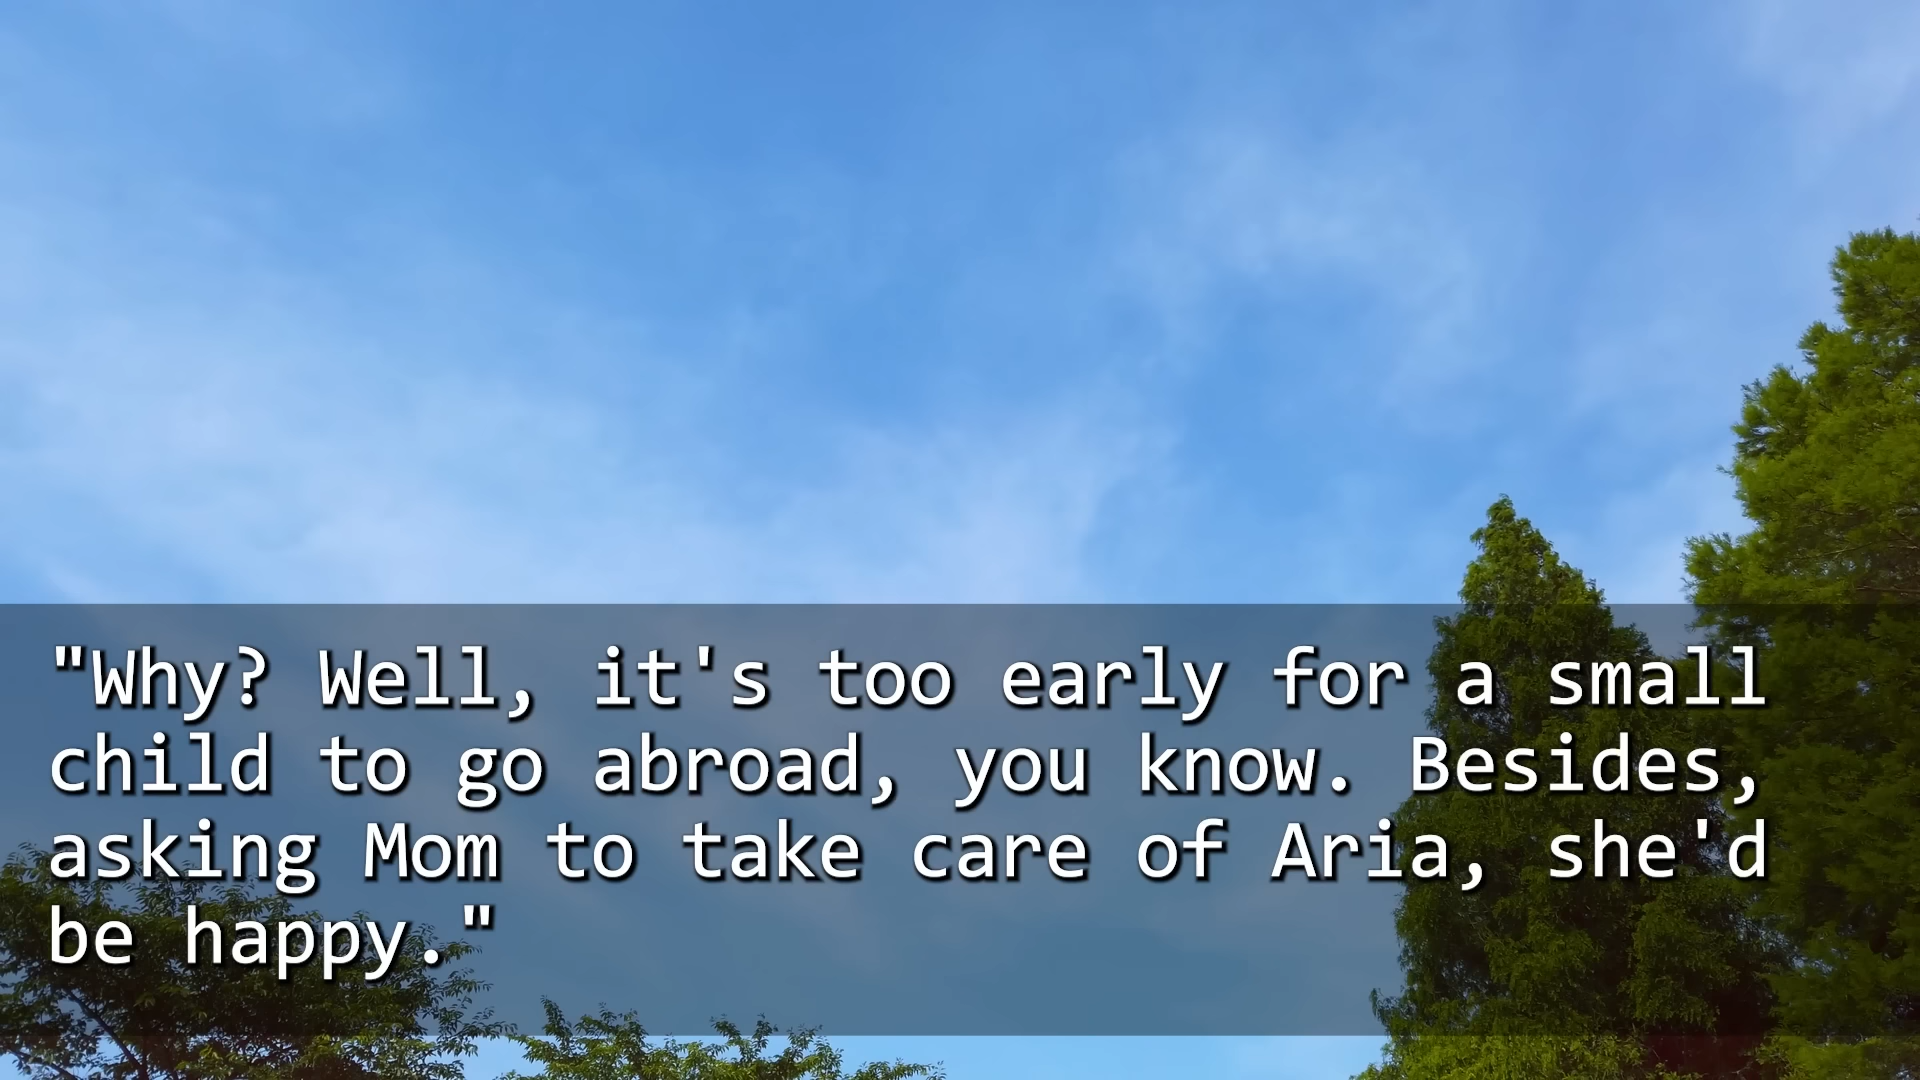 "Why? Well, it's too early for a small
child to go abroad, you know. Besides,
asking Mom to take care of Aria, she'd
be happy."